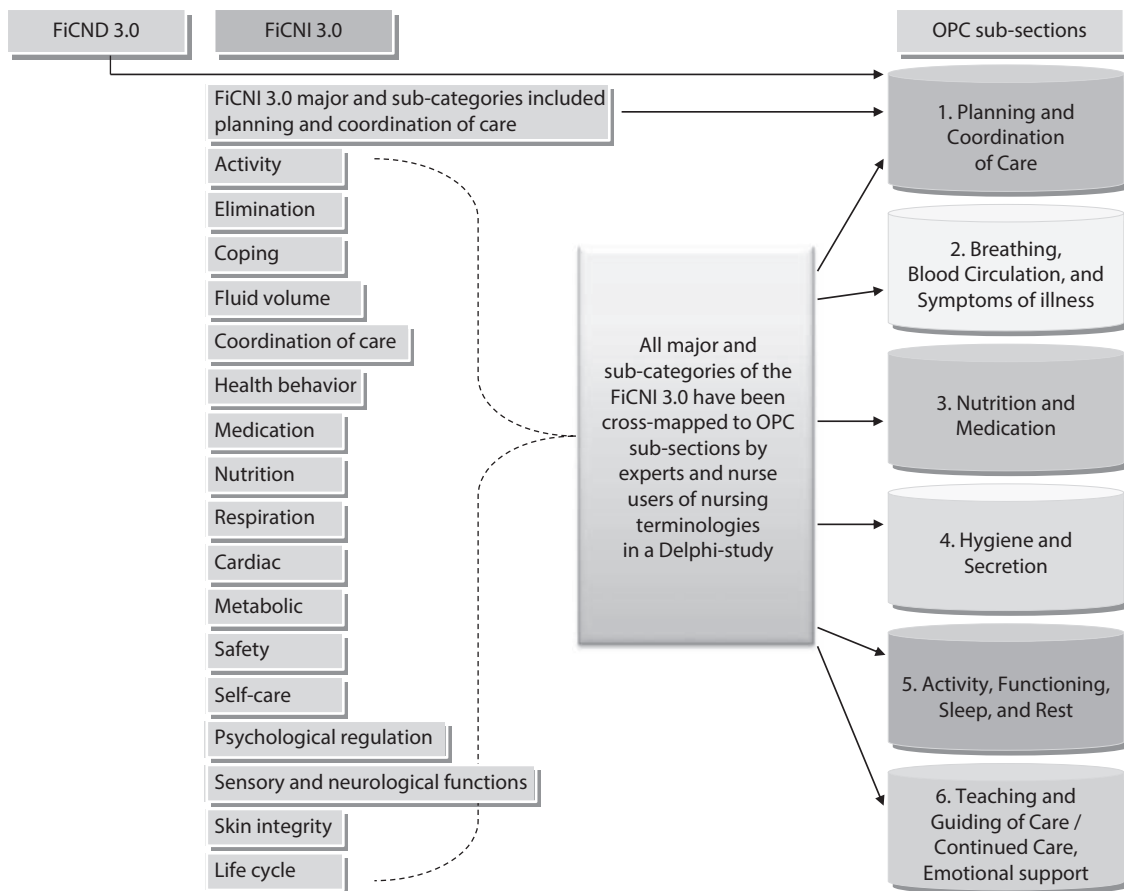 FiCND 3.0
FiCNI 3.0
OPC sub-sections
FiCNI 3.0 major and sub-categories included
planning and coordination of care
Activity
Elimination
Coping
Fluid volume
Coordination of care
Health behavior
Medication
Nutrition
Respiration
Cardiac
Metabolic
Safety
Self-care
Psychological regulation
Sensory and neurological functions
Skin integrity
Life cycle
All major and
sub-categories of the
FiCNI 3.0 have been
cross-mapped to OPC
sub-sections by
experts and nurse
users of nursing
terminologies
in a Delphi-study
1. Planning and
Coordination
of Care
2. Breathing,
Blood Circulation, and
Symptoms of illness
3. Nutrition and
Medication
4. Hygiene and
Secretion
5. Activity, Functioning,
Sleep, and Rest
6. Teaching and
Guiding of Care /
Continued Care,
Emotional support